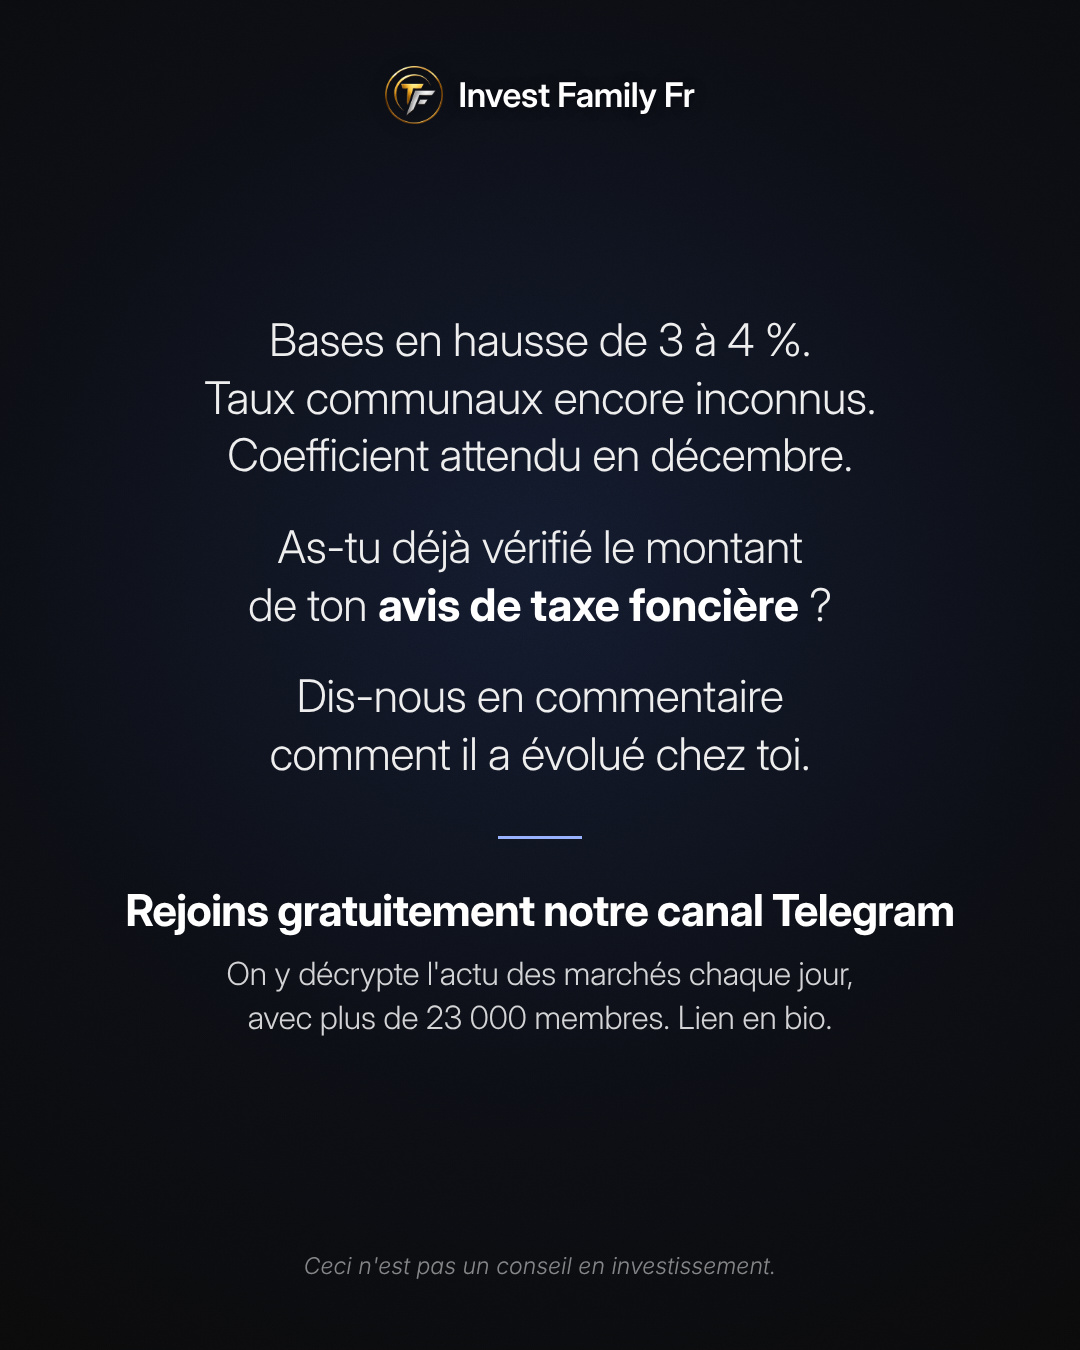 TF Invest Family Fr
Bases en hausse de 3 à 4 %.
Taux communaux encore inconnus.
Coefficient attendu en décembre.
As-tu déjà vérifié le montant
de ton avis de taxe foncière ?
Dis-nous en commentaire
comment il a évolué chez toi.
Rejoins gratuitement notre canal Telegram
On y décrypte l'actu des marchés chaque jour,
avec plus de 23 000 membres. Lien en bio.
Ceci n'est pas un conseil en investissement.